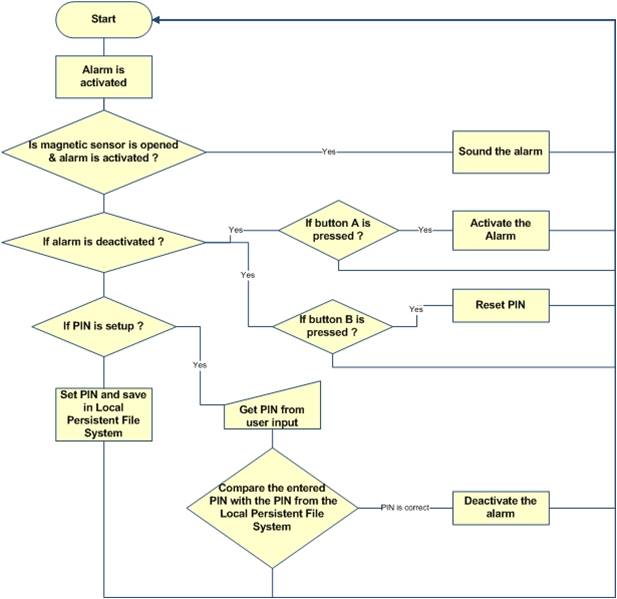 Start
Alarm is
activated
Is magnetic sensor is opened
& alarm is activated ?
Yes
Sound the alarm
If alarm is deactivated ?
Yes
If button A is
pressed ?
Yes
Activate the
Alarm
Yes
If button B is
pressed ?
Yes
Reset PIN
If PIN is setup ?
Yes
Set PIN and save
in Local
Persistent File
System
Get PIN from
user input
Compare the entered
PIN with the PIN from the
Local Persistent File
System
PIN is correct
Deactivate the
alarm